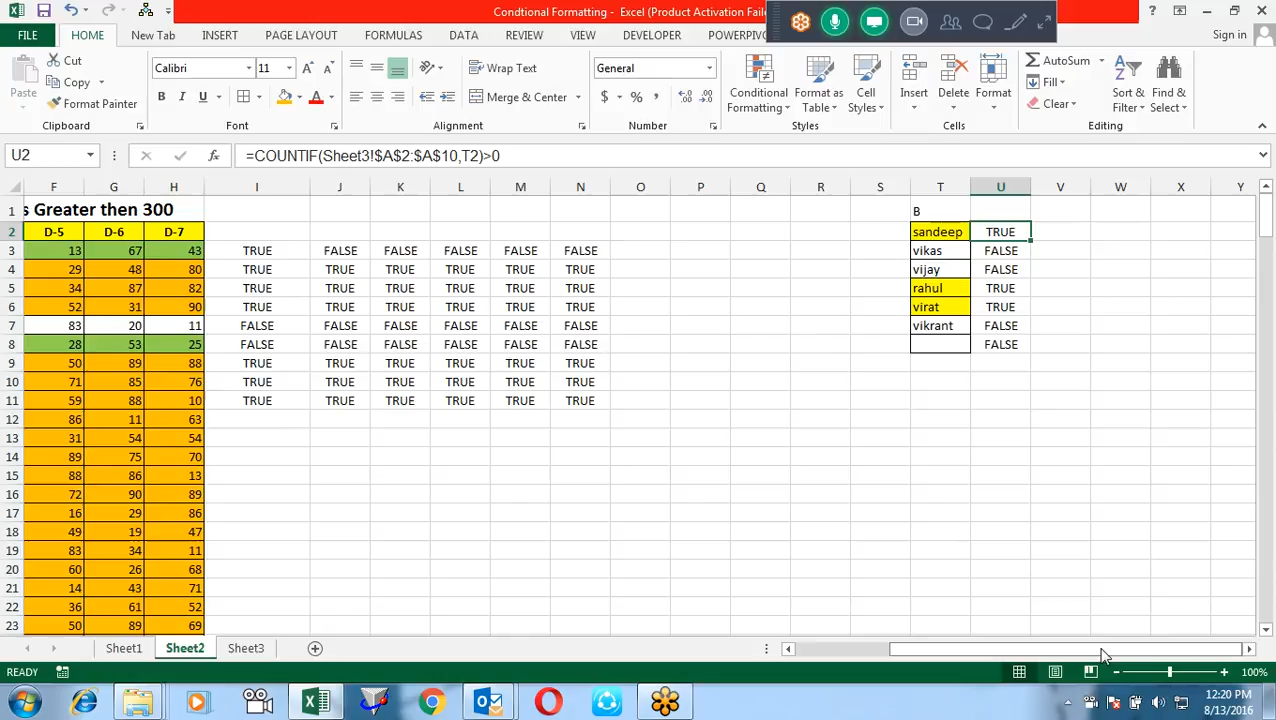 Condtional Formatting - Excel (Product Activation Faile
Sign in
FILE HOME New Tab INSERT PAGE LAYOUT FORMULAS DATA REVIEW VIEW DEVELOPER POWERPIV
Paste Cut Copy Format Painter
Calibri 11
B I U
Wrap Text
Merge & Center
General
$ % ,
Conditional Formatting Format as Table Cell Styles
Insert Delete Format
AutoSum Fill Clear
Sort & Filter Find & Select
Clipboard Font Alignment Number Styles Cells Editing
U2 fx =COUNTIF(Sheet3!$A$2:$A$10,T2)>0
F G H I J K L M N O P Q R S T U V W X Y
1 s Greater then 300 B
2 D-5 D-6 D-7 sandeep TRUE
3 13 67 43 TRUE FALSE FALSE FALSE FALSE FALSE vikas FALSE
4 29 48 80 TRUE TRUE TRUE TRUE TRUE TRUE vijay FALSE
5 34 87 82 TRUE TRUE TRUE TRUE TRUE TRUE rahul TRUE
6 52 31 90 TRUE TRUE TRUE TRUE TRUE TRUE virat TRUE
7 83 20 11 FALSE FALSE FALSE FALSE FALSE FALSE vikrant FALSE
8 28 53 25 FALSE FALSE FALSE FALSE FALSE FALSE FALSE
9 50 89 88 TRUE TRUE TRUE TRUE TRUE TRUE
10 71 85 76 TRUE TRUE TRUE TRUE TRUE TRUE
11 59 88 10 TRUE TRUE TRUE TRUE TRUE TRUE
12 86 11 63
13 31 54 54
14 89 75 70
15 88 86 13
16 72 90 89
17 16 29 86
18 49 19 47
19 83 34 11
20 60 26 68
21 14 43 71
22 36 61 52
23 50 89 69
Sheet1 Sheet2 Sheet3
READY 100%
12:20 PM
8/13/2016